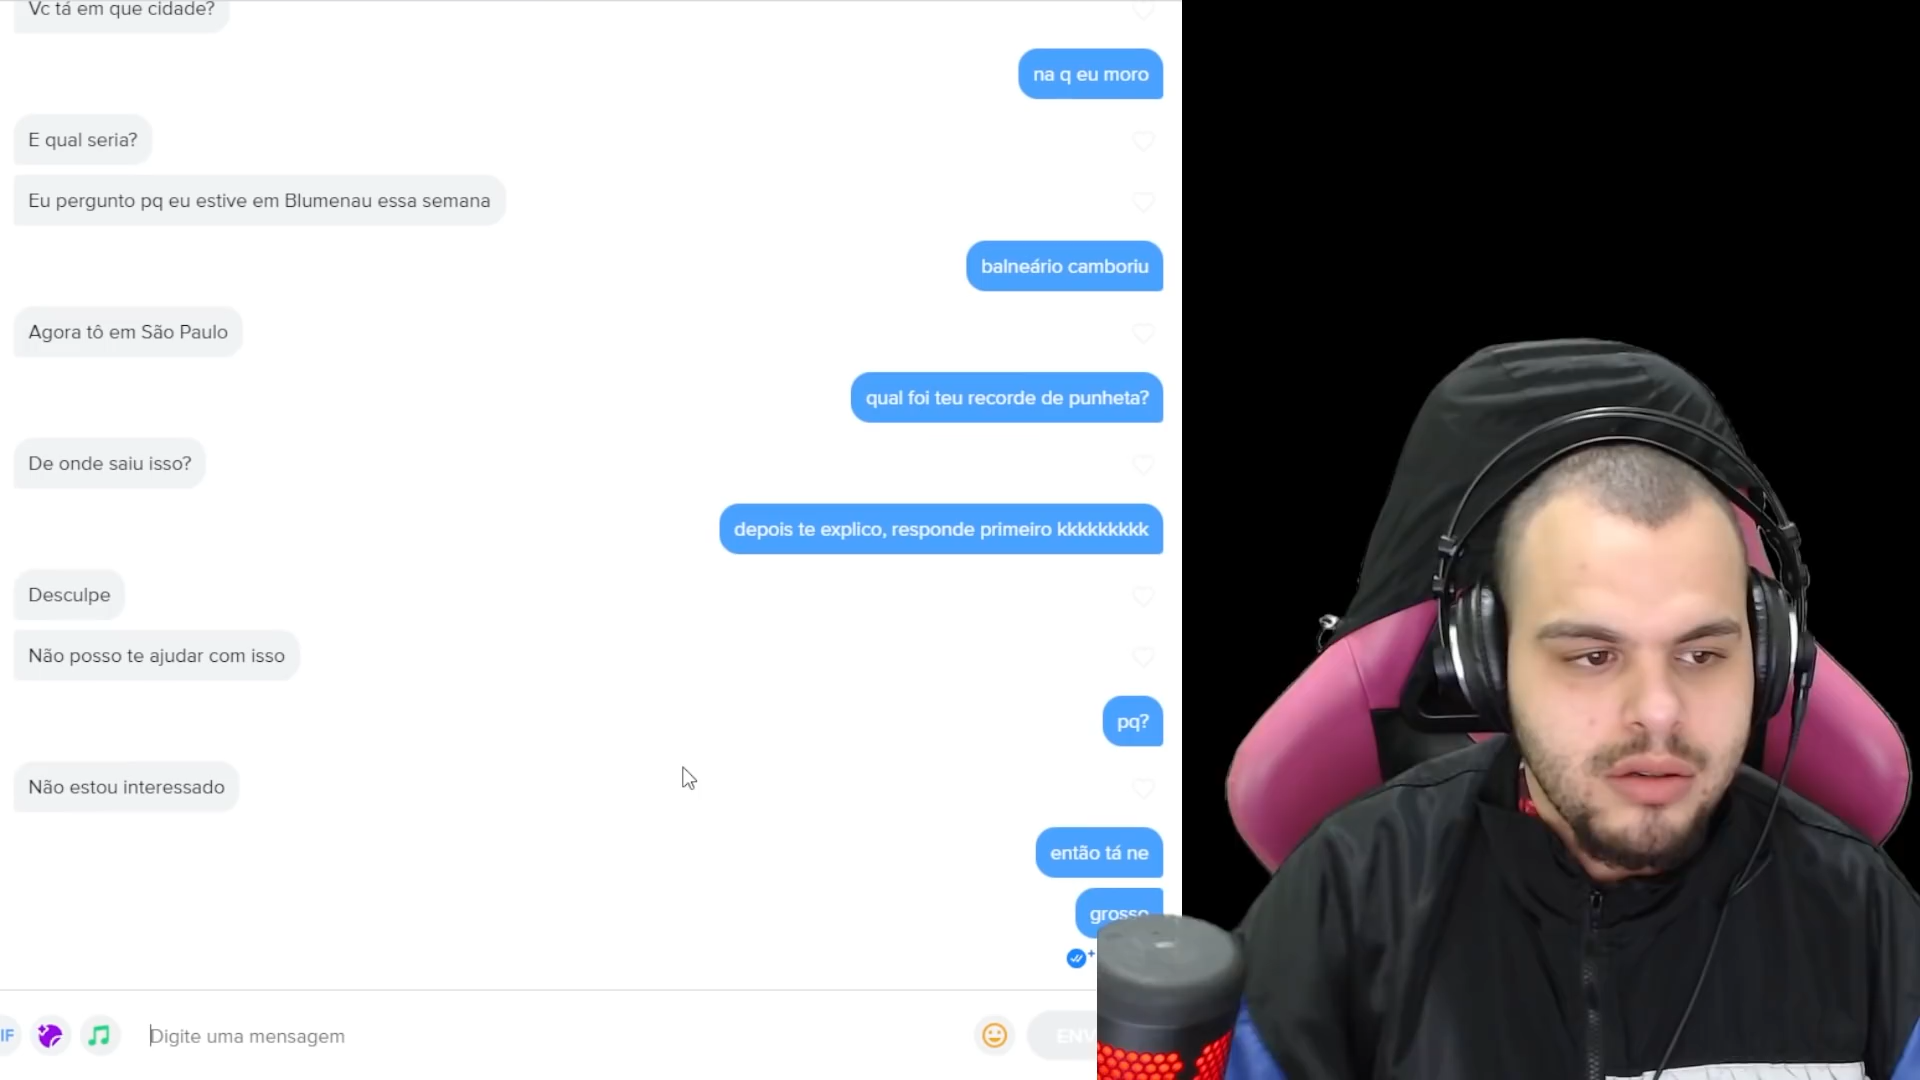 Vc tá em que cidade?
na q eu moro
E qual seria?
Eu pergunto pq eu estive em Blumenau essa semana
balneário camboriu
Agora tô em São Paulo
qual foi teu recorde de punheta?
De onde saiu isso?
depois te explico, responde primeiro kkkkkkkkk
Desculpe
Não posso te ajudar com isso
pq?
Não estou interessado
então tá ne
grosso
IF
Digite uma mensagem
ENV